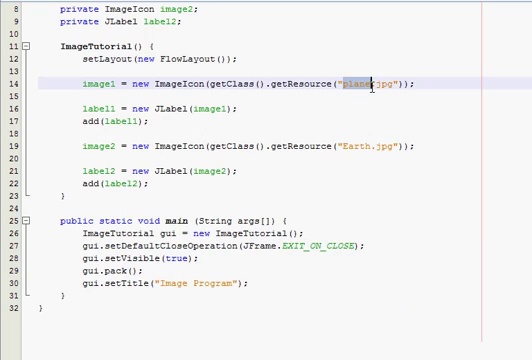 8 private ImageIcon image2;
9 private JLabel label2;
10
11 ImageTutorial() {
12 setLayout(new FlowLayout());
13
14 image1 = new ImageIcon(getClass().getResource("plane.jpg"));
15
16 label1 = new JLabel(image1);
17 add(label1);
18
19 image2 = new ImageIcon(getClass().getResource("Earth.jpg"));
20
21 label2 = new JLabel(image2);
22 add(label2);
23 }
24
25 public static void main (String args[]) {
26 ImageTutorial gui = new ImageTutorial();
27 gui.setDefaultCloseOperation(JFrame.EXIT_ON_CLOSE);
28 gui.setVisible(true);
29 gui.pack();
30 gui.setTitle("Image Program");
31 }
32 }